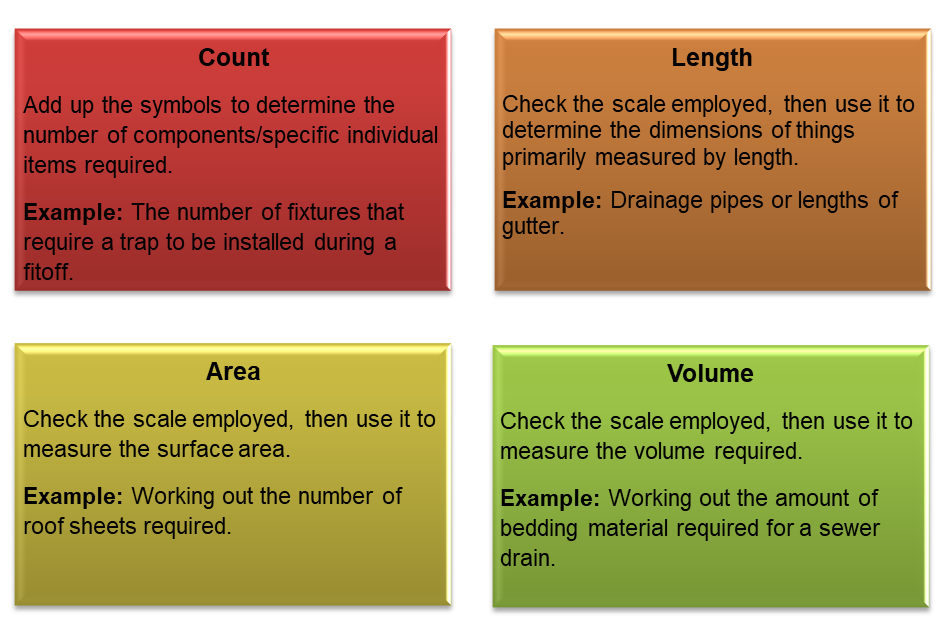 Count
Add up the symbols to determine the
number of components/specific individual
items required.
Example: The number of fixtures that
require a trap to be installed during a
fitoff.
Length
Check the scale employed, then use it to
determine the dimensions of things
primarily measured by length.
Example: Drainage pipes or lengths of
gutter.
Area
Check the scale employed, then use it to
measure the surface area.
Example: Working out the number of
roof sheets required.
Volume
Check the scale employed, then use it to
measure the volume required.
Example: Working out the amount of
bedding material required for a sewer
drain.